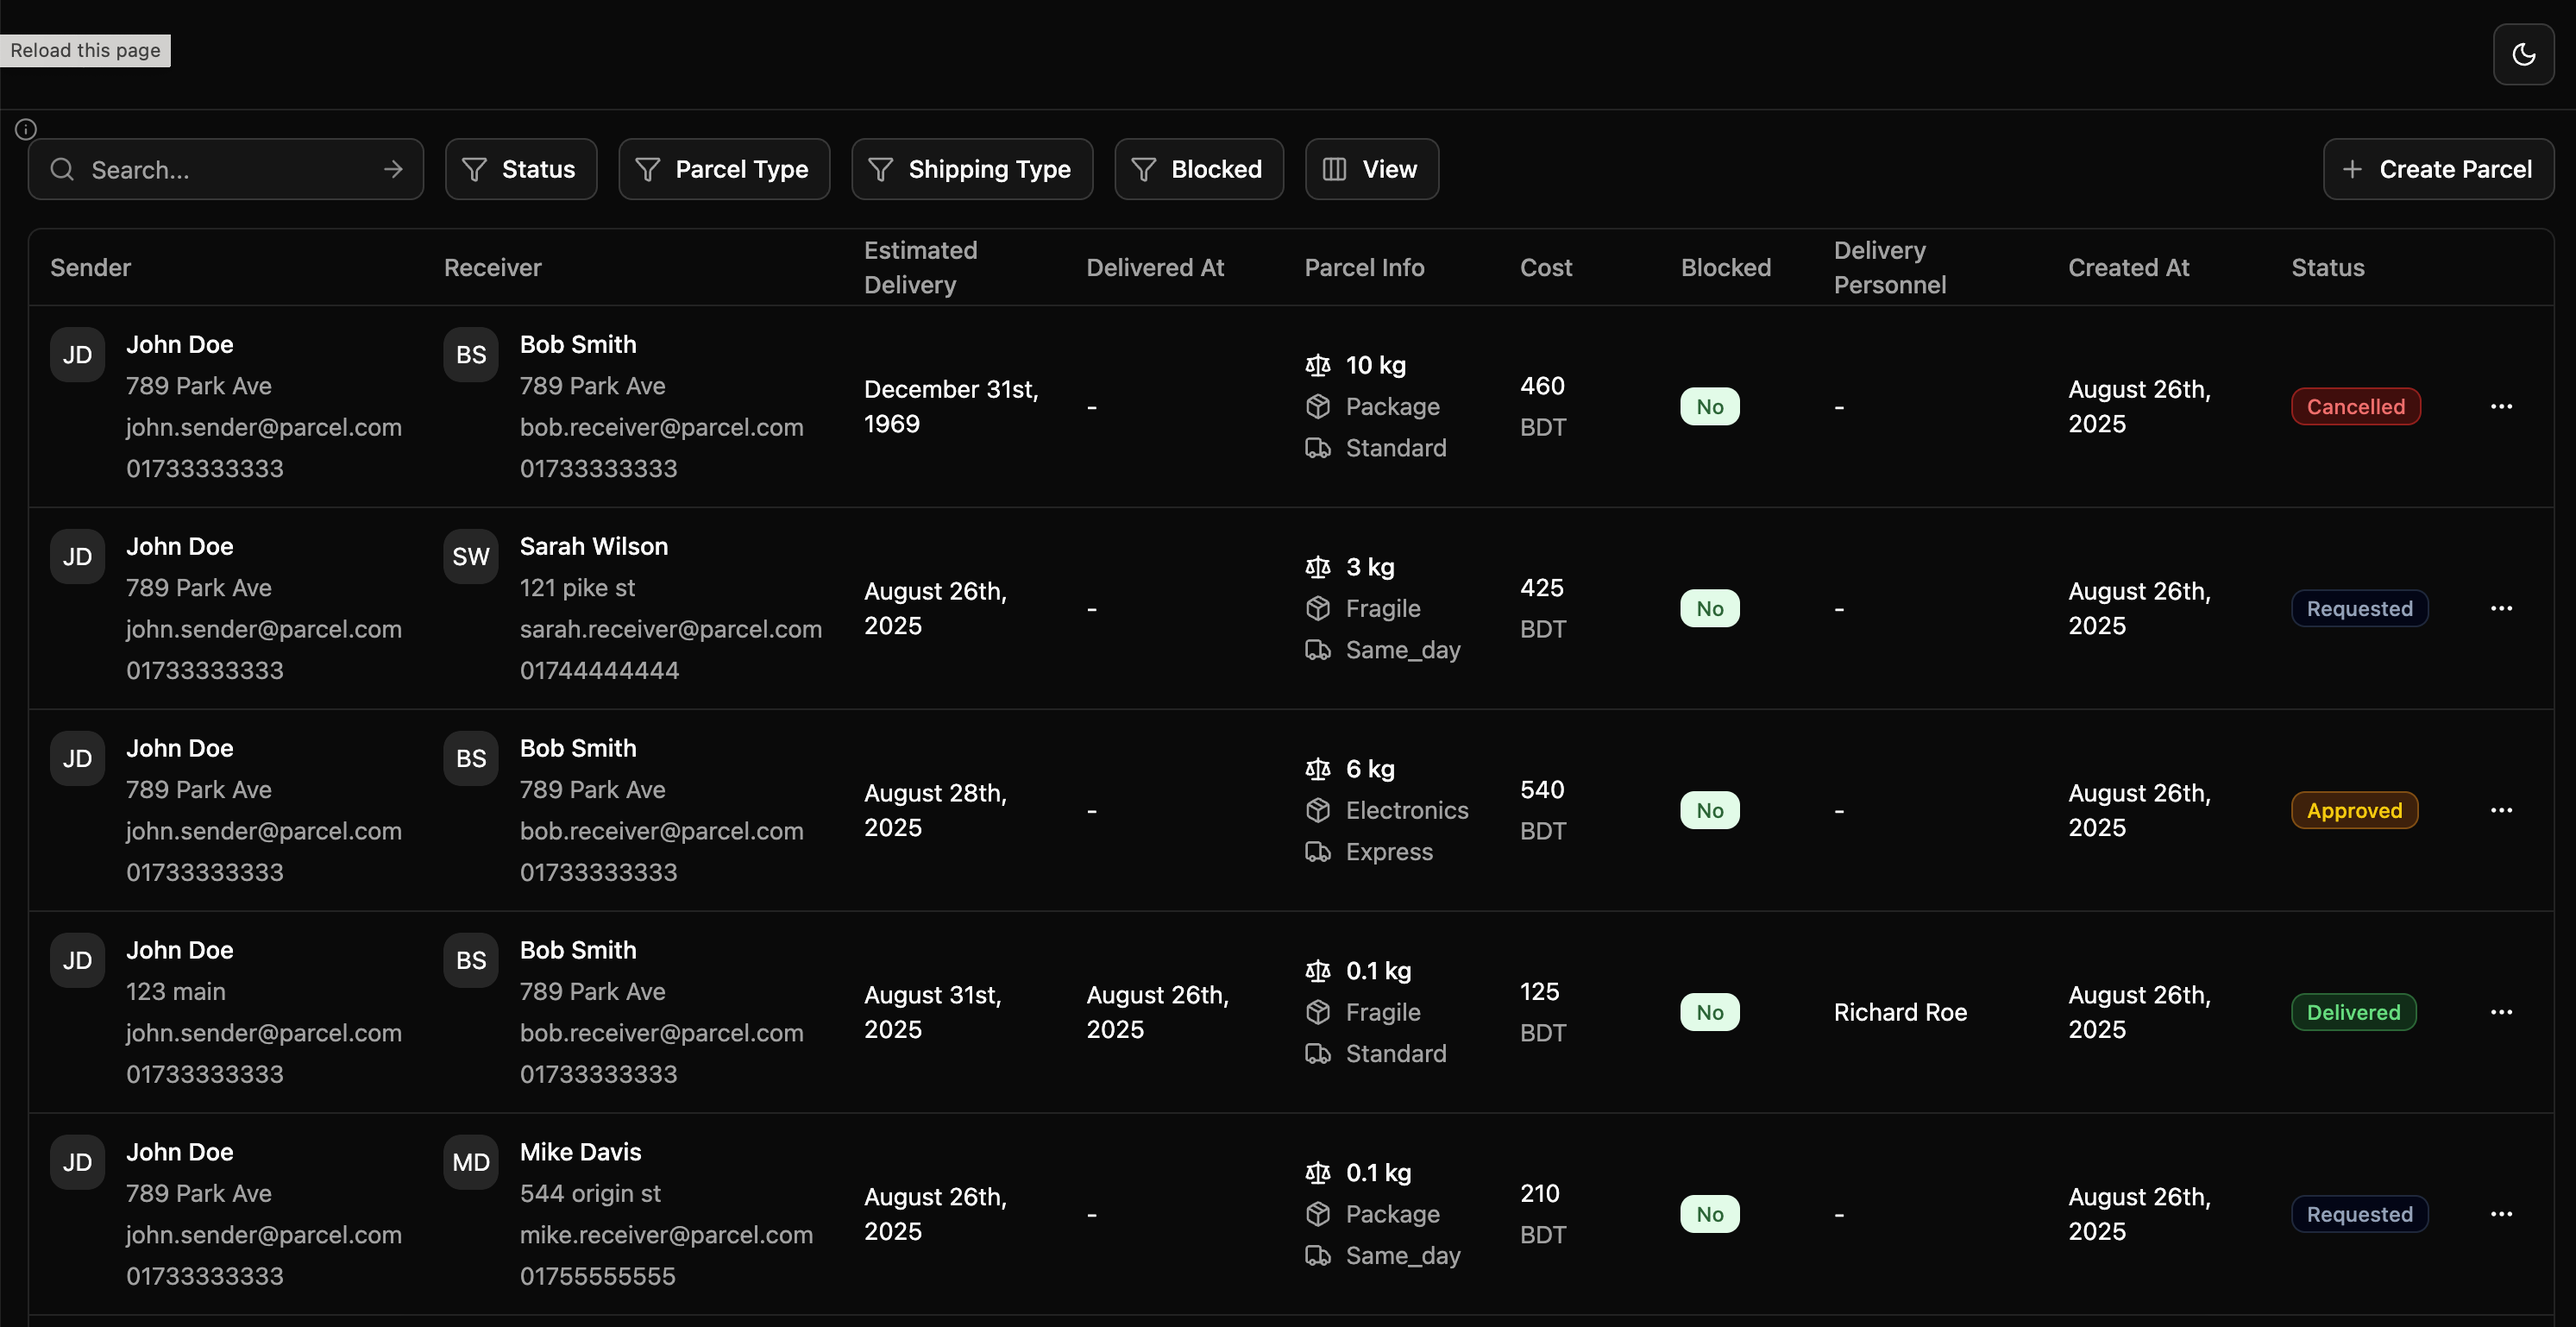 Reload this page
Search...
Status
Parcel Type
Shipping Type
Blocked
View
Create Parcel
Sender
Receiver
Estimated
Delivery
Delivered At
Parcel Info
Cost
Blocked
Delivery
Personnel
Created At
Status
JD
John Doe
789 Park Ave
john.sender@parcel.com
01733333333
BS
Bob Smith
789 Park Ave
bob.receiver@parcel.com
01733333333
December 31st,
1969
-
10 kg
Package
Standard
460
BDT
No
-
August 26th,
2025
Cancelled
JD
John Doe
789 Park Ave
john.sender@parcel.com
01733333333
SW
Sarah Wilson
121 pike st
sarah.receiver@parcel.com
01744444444
August 26th,
2025
-
3 kg
Fragile
Same_day
425
BDT
No
-
August 26th,
2025
Requested
JD
John Doe
789 Park Ave
john.sender@parcel.com
01733333333
BS
Bob Smith
789 Park Ave
bob.receiver@parcel.com
01733333333
August 28th,
2025
-
6 kg
Electronics
Express
540
BDT
No
-
August 26th,
2025
Approved
JD
John Doe
123 main
john.sender@parcel.com
01733333333
BS
Bob Smith
789 Park Ave
bob.receiver@parcel.com
01733333333
August 31st,
2025
August 26th,
2025
0.1 kg
Fragile
Standard
125
BDT
No
Richard Roe
August 26th,
2025
Delivered
JD
John Doe
789 Park Ave
john.sender@parcel.com
01733333333
MD
Mike Davis
544 origin st
mike.receiver@parcel.com
01755555555
August 26th,
2025
-
0.1 kg
Package
Same_day
210
BDT
No
-
August 26th,
2025
Requested